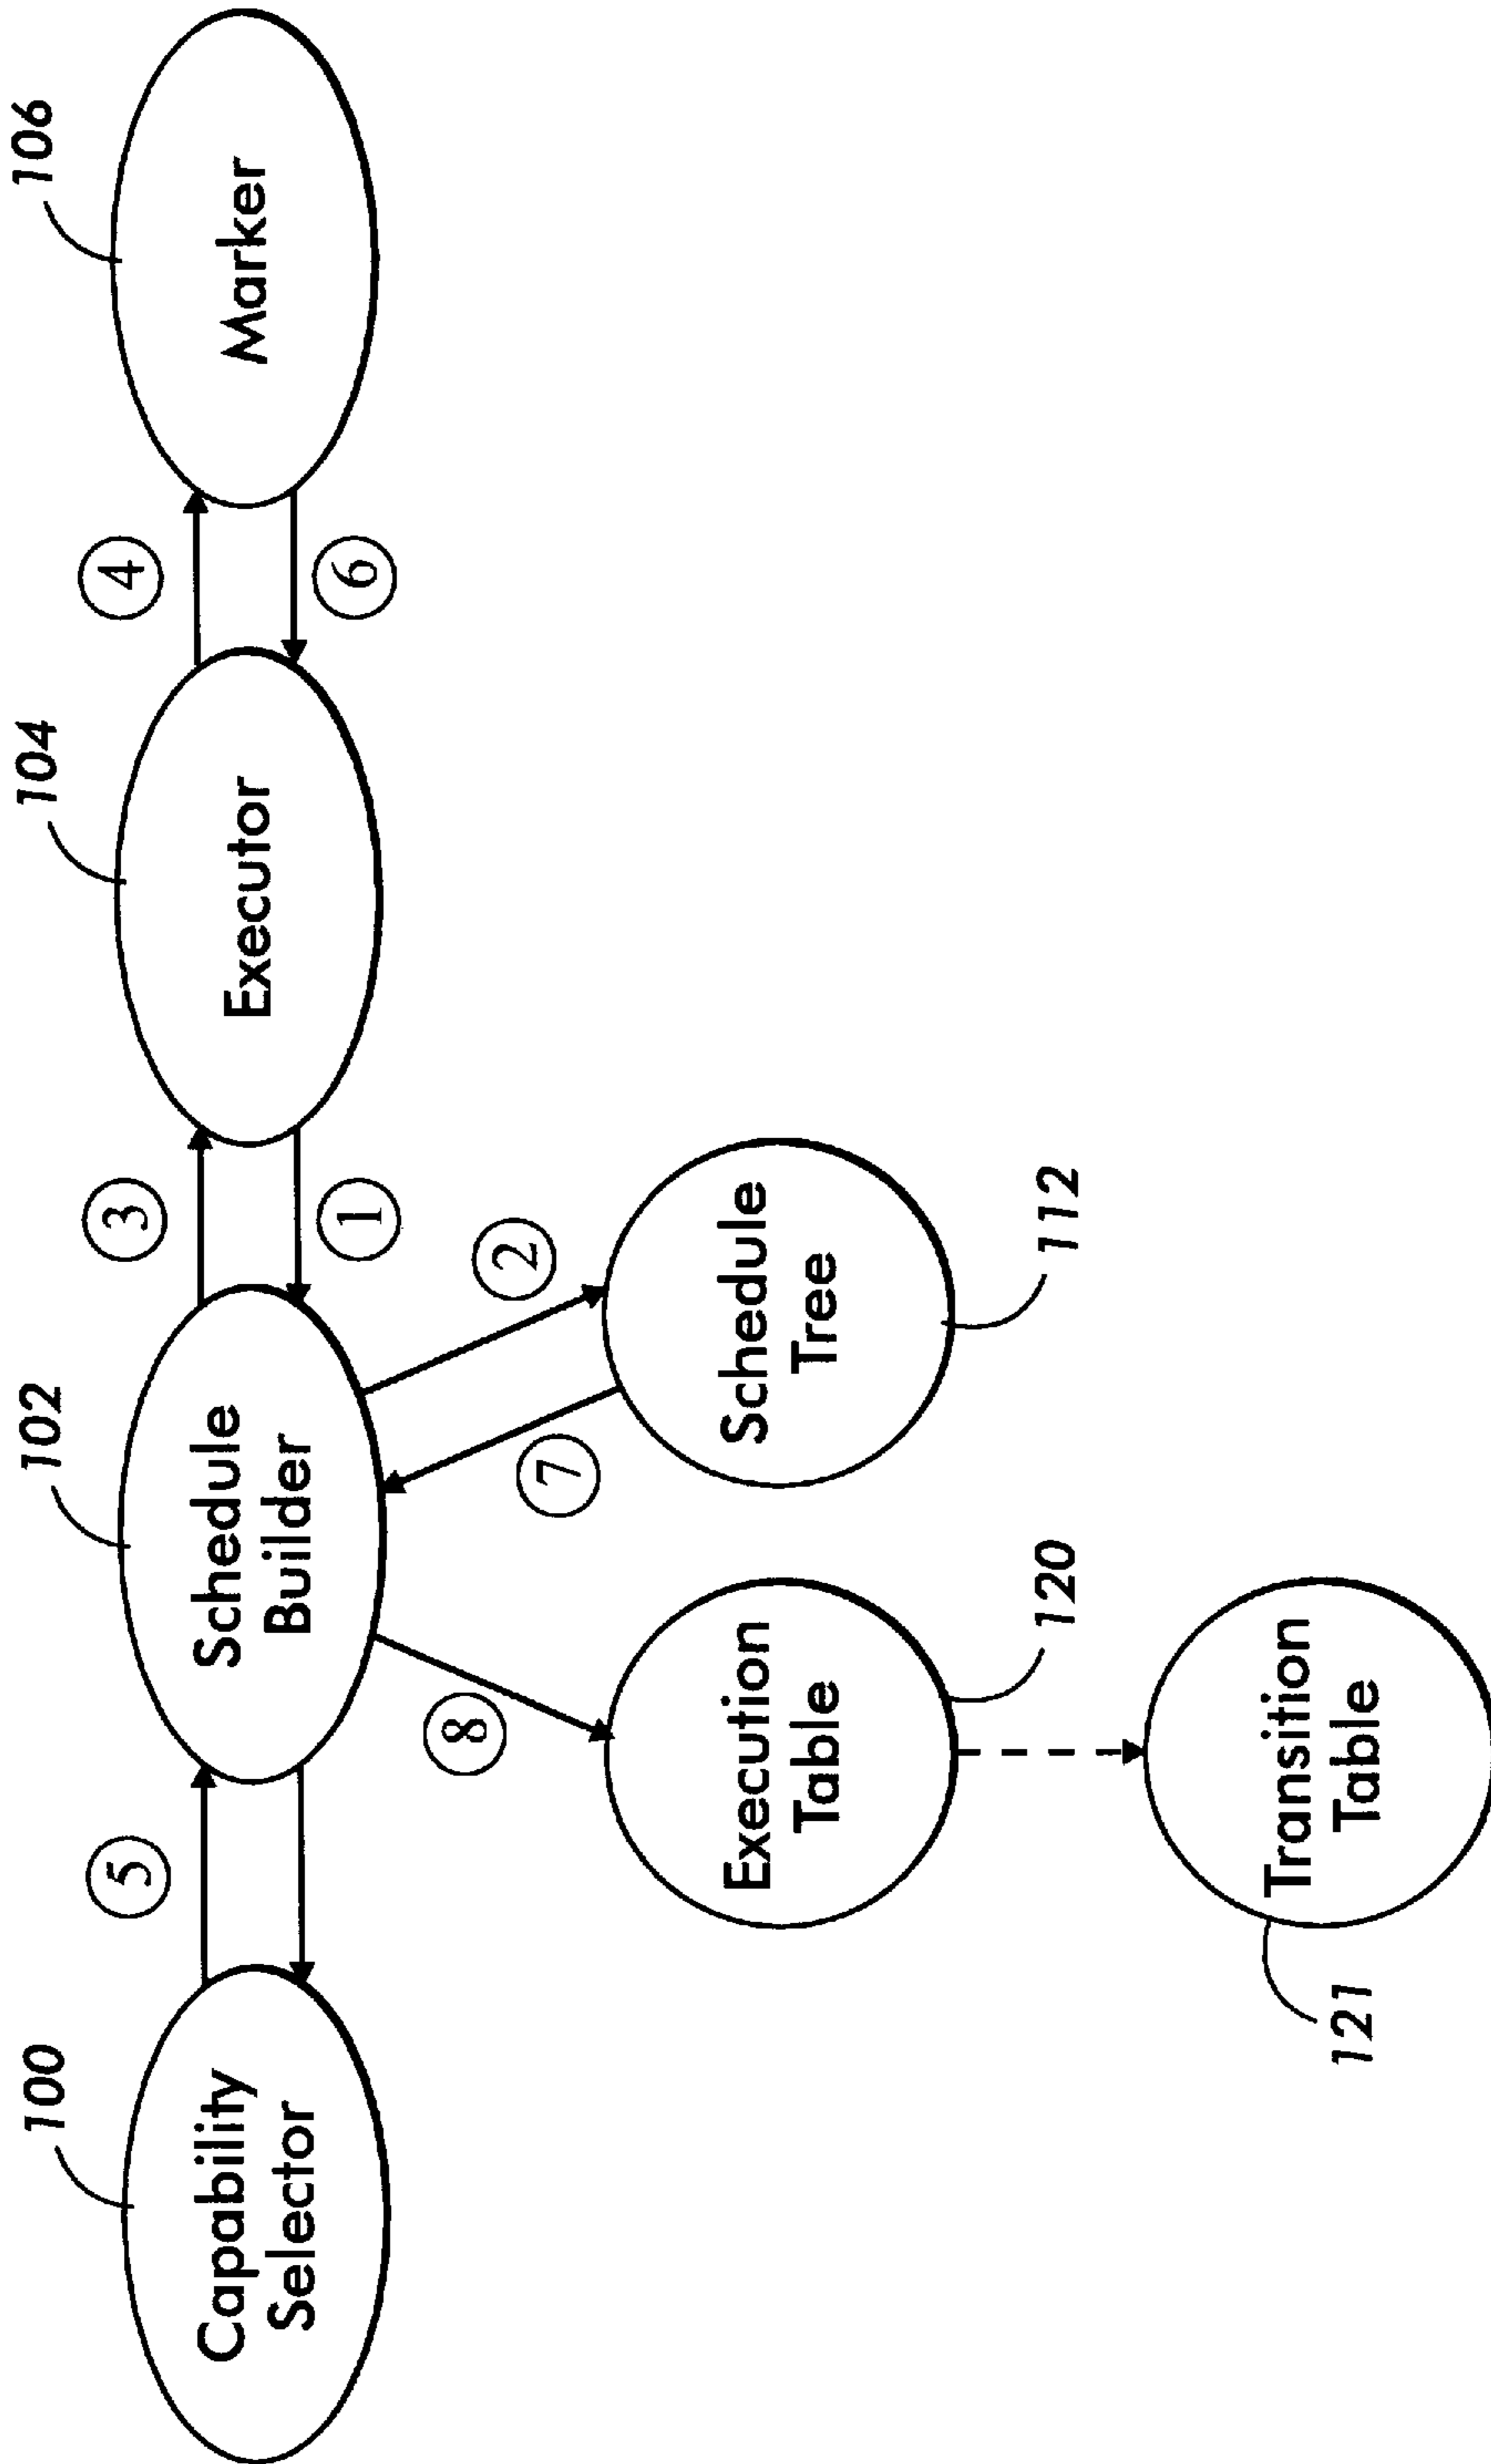 100
102
104
106
Capability
Selector
⑤
Schedule
Builder
③
①
Executor
④
⑥
Marker
⑧
⑦
②
Execution
Table
120
Schedule
Tree
112
Transition
Table
121